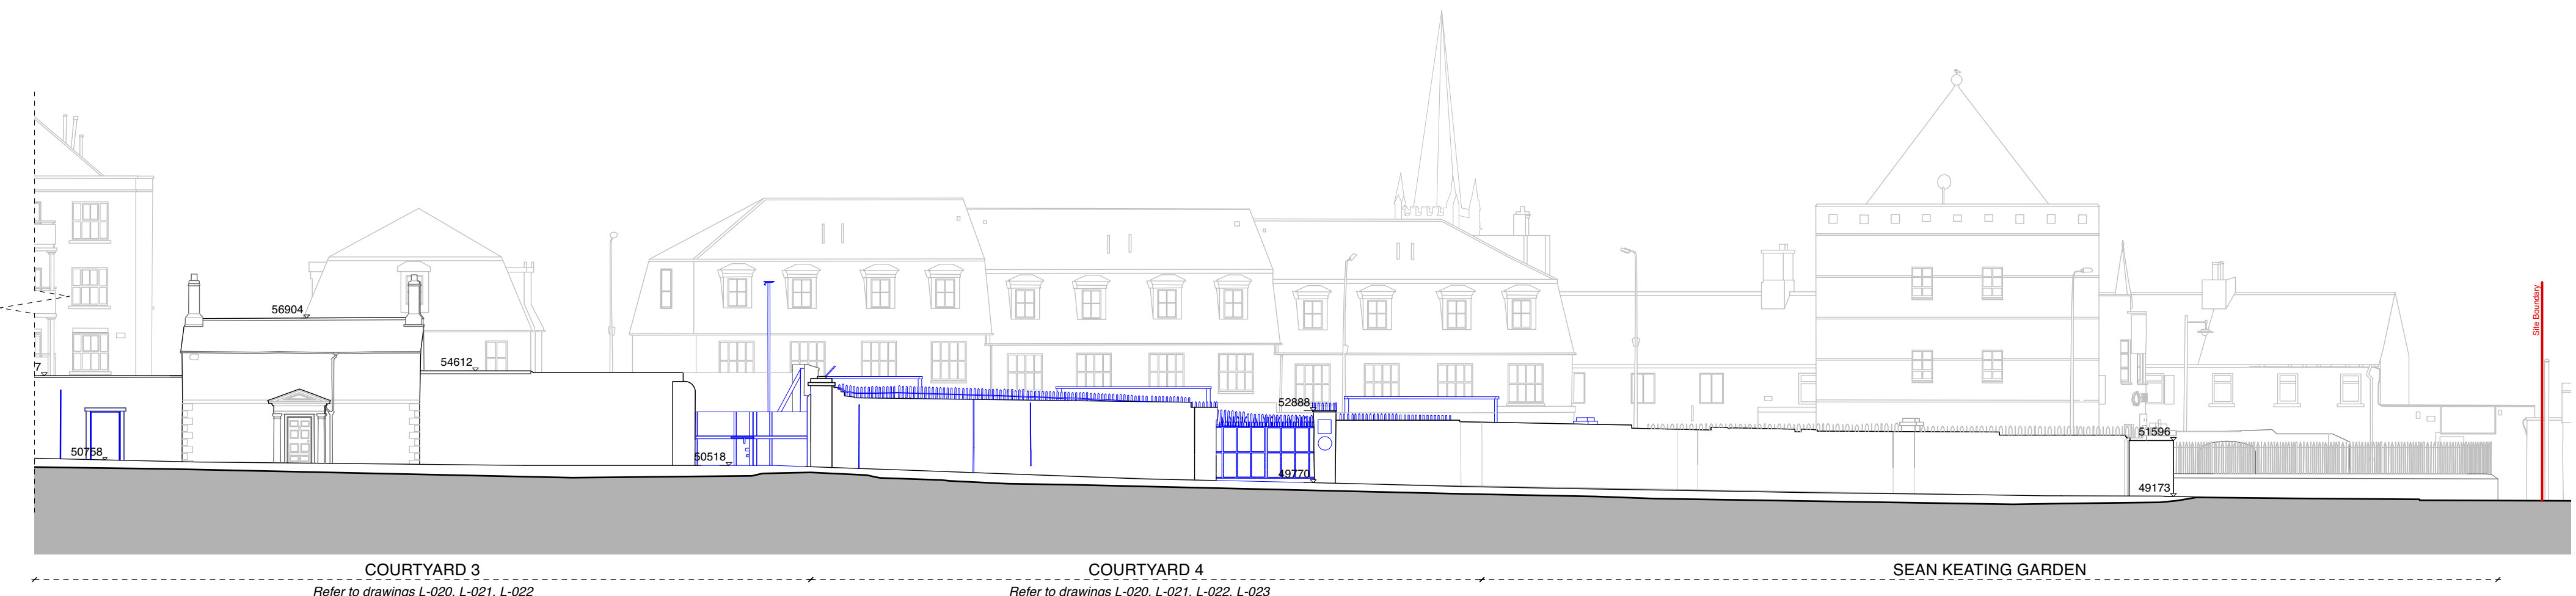 Site Boundary
56904
54612
7
52888
51596
50758
50518
49770
49173
COURTYARD 3
COURTYARD 4
SEAN KEATING GARDEN
Refer to drawings L-020, L-021, L-022
Refer to drawings L-020, L-021, L-022, L-023